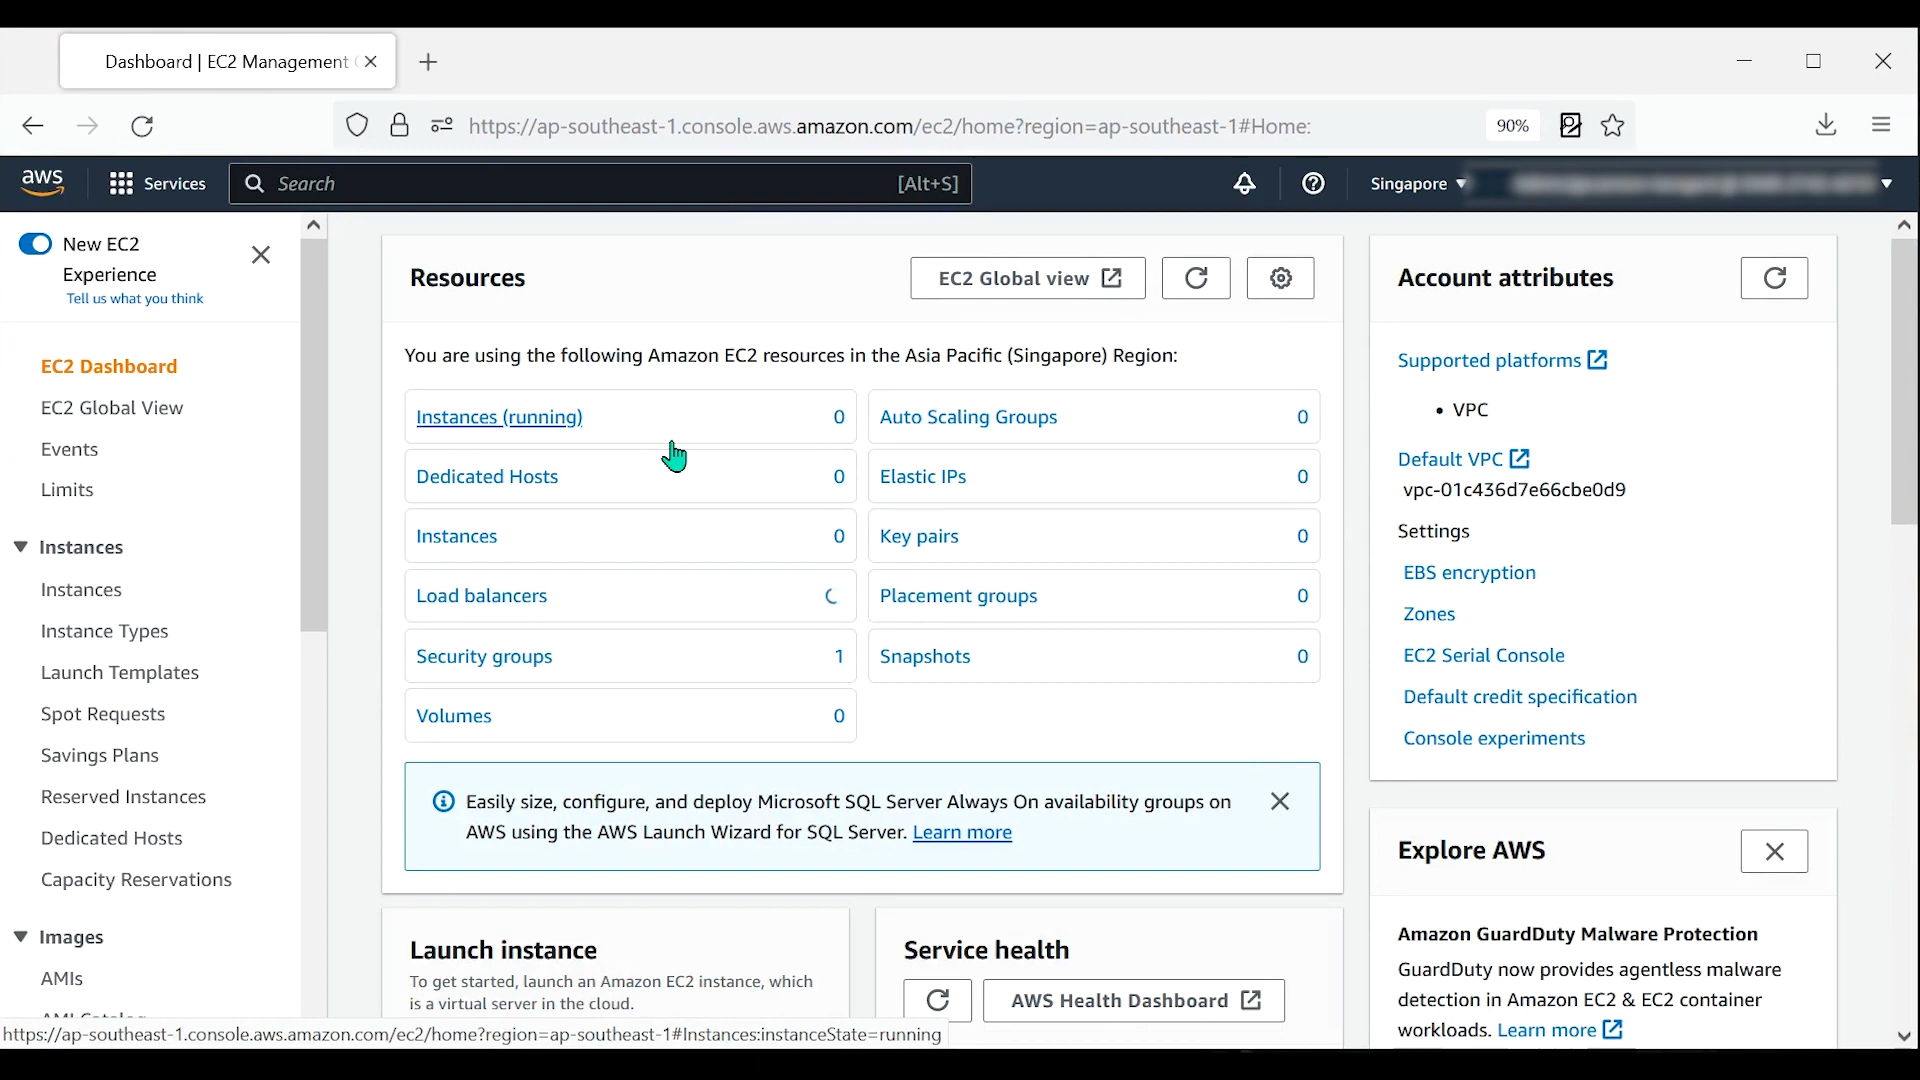 Dashboard | EC2 Management
https://ap-southeast-1.console.aws.amazon.com/ec2/home?region=ap-southeast-1#Home:
90%
aws
Services
Search
[Alt+S]
Singapore
New EC2
Experience
Tell us what you think
EC2 Dashboard
EC2 Global View
Events
Limits
Instances
Instances
Instance Types
Launch Templates
Spot Requests
Savings Plans
Reserved Instances
Dedicated Hosts
Capacity Reservations
Images
AMIs
Resources
EC2 Global view
You are using the following Amazon EC2 resources in the Asia Pacific (Singapore) Region:
Instances (running) 0
Auto Scaling Groups 0
Dedicated Hosts 0
Elastic IPs 0
Instances 0
Key pairs 0
Load balancers
Placement groups 0
Security groups 1
Snapshots 0
Volumes 0
Easily size, configure, and deploy Microsoft SQL Server Always On availability groups on
AWS using the AWS Launch Wizard for SQL Server. Learn more
Launch instance
To get started, launch an Amazon EC2 instance, which
is a virtual server in the cloud.
Service health
AWS Health Dashboard
Account attributes
Supported platforms
• VPC
Default VPC
vpc-01c436d7e66cbe0d9
Settings
EBS encryption
Zones
EC2 Serial Console
Default credit specification
Console experiments
Explore AWS
Amazon GuardDuty Malware Protection
GuardDuty now provides agentless malware
detection in Amazon EC2 & EC2 container
workloads. Learn more
https://ap-southeast-1.console.aws.amazon.com/ec2/home?region=ap-southeast-1#Instances:instanceState=running